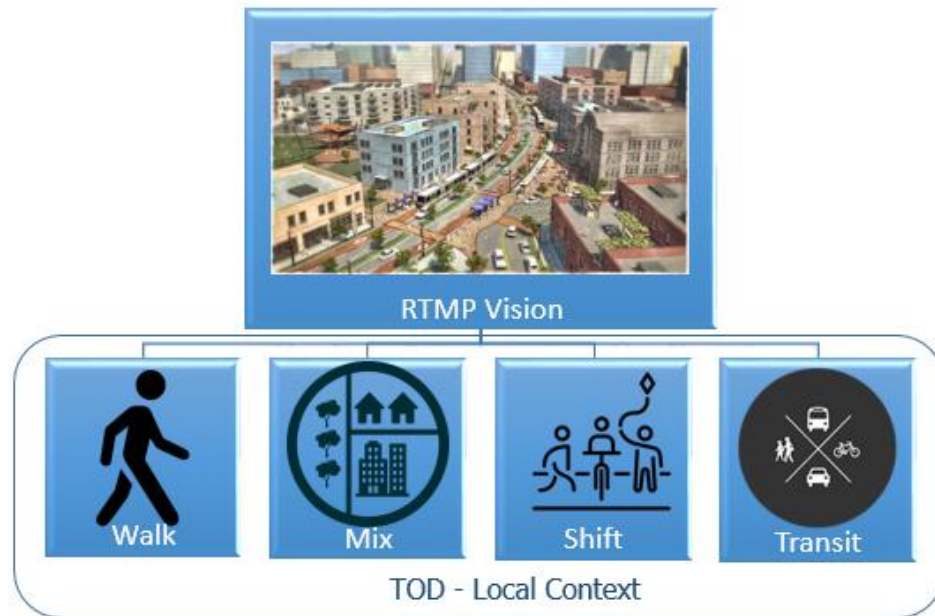 RTMP Vision
Walk
Mix
Shift
Transit
TOD - Local Context